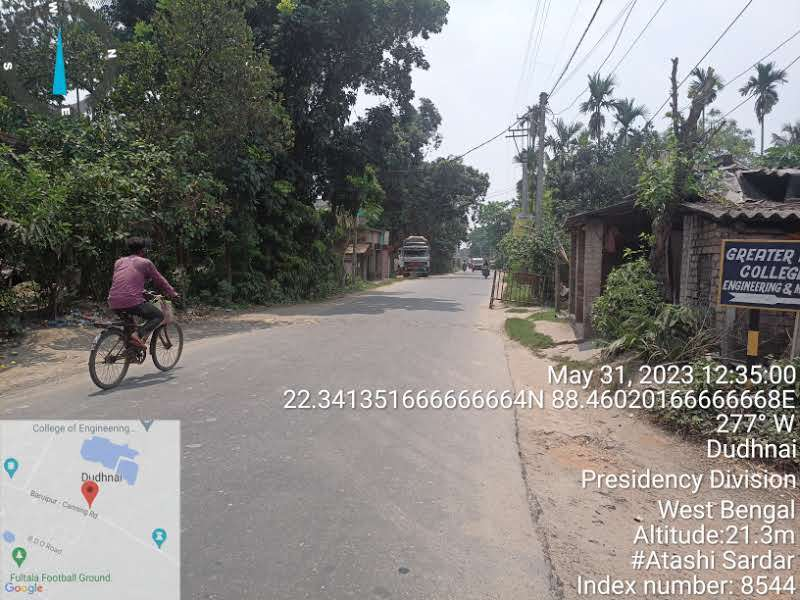 W
N
S
E
GREATER
COLLEGE
ENGINEERING &
May 31, 2023 12:35:00
22.341351666666664N 88.46020166666668E
277° W
Dudhnai
Presidency Division
West Bengal
Altitude:21.3m
#Atashi Sardar
Index number: 8544
College of Engineering...
Dudhnai
Baruipur - Canning Rd
B.D.O Road
Fultala Football Ground.
Google